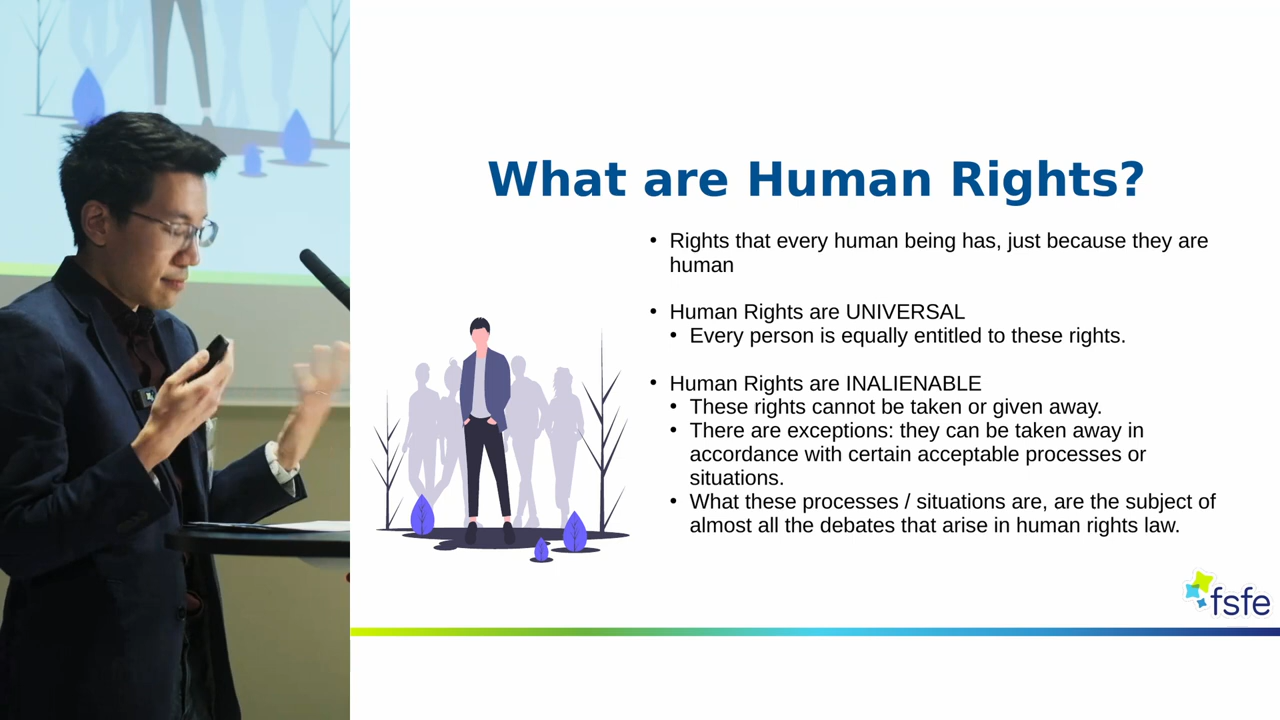 What are Human Rights?
• Rights that every human being has, just because they are
human
• Human Rights are UNIVERSAL
• Every person is equally entitled to these rights.
• Human Rights are INALIENABLE
• These rights cannot be taken or given away.
• There are exceptions: they can be taken away in
accordance with certain acceptable processes or
situations.
• What these processes / situations are, are the subject of
almost all the debates that arise in human rights law.
fsfe